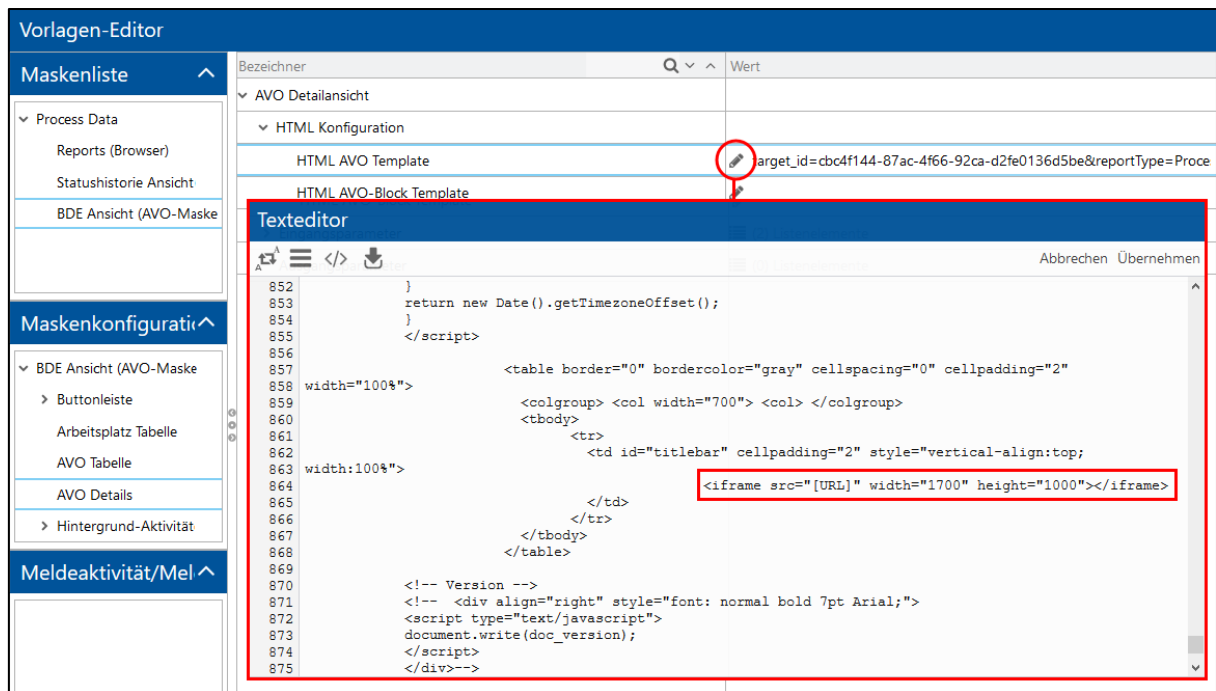 Vorlagen-Editor
Maskenliste
Process Data
Reports (Browser)
Statushistorie Ansicht
BDE Ansicht (AVO-Maske
Maskenkonfiguratic
BDE Ansicht (AVO-Maske
Buttonleiste
Arbeitsplatz Tabelle
AVO Tabelle
AVO Details
Hintergrund-Aktivität
Meldeaktivität/Mel
Bezeichner Wert
AVO Detailansicht
HTML Konfiguration
HTML AVO Template target_id=cbc4f144-87ac-4f66-92ca-d2fe0136d5be&reportType=Proce
HTML AVO-Block Template
Texteditor
Abbrechen Übernehmen
852 }
853 return new Date().getTimezoneOffset();
854 }
855 </script>
856
857 <table border="0" bordercolor="gray" cellspacing="0" cellpadding="2"
858 width="100%">
859 <colgroup> <col width="700"> <col> </colgroup>
860 <tbody>
861 <tr>
862 <td id="titlebar" cellpadding="2" style="vertical-align:top;
863 width:100%">
864 <iframe src="[URL]" width="1700" height="1000"></iframe>
865 </td>
866 </tr>
867 </tbody>
868 </table>
869
870 <!-- Version -->
871 <!-- <div align="right" style="font: normal bold 7pt Arial;">
872 <script type="text/javascript">
873 document.write(doc_version);
874 </script>
875 </div>-->